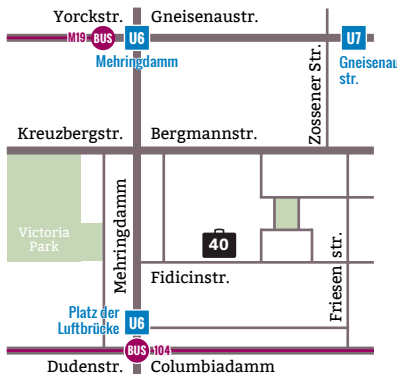 Yorckstr.
Gneisenaustr.
M19
BUS
U6
U7
Mehringdamm
Gneisenau
str.
Zossener Str.
Kreuzbergstr.
Bergmannstr.
Mehringdamm
Victoria
Park
40
Friesen str.
Fidicinstr.
Platz der
Luftbrücke
U6
BUS
104
Dudenstr.
Columbiadamm